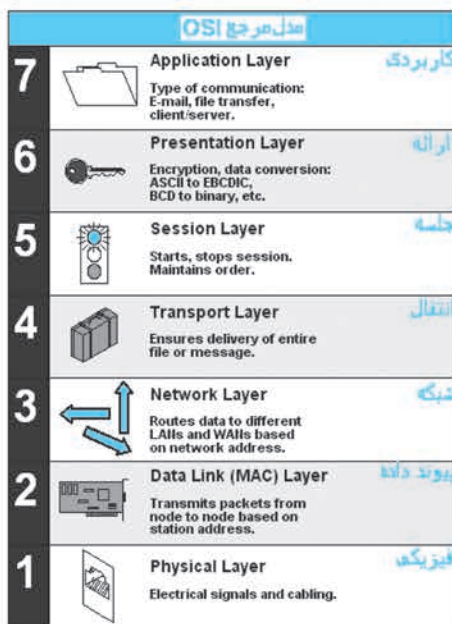 مدل مرجع OSI
7
Application Layer
کاربردی
Type of communication:
E-mail, file transfer,
client/server.
6
Presentation Layer
ارائه
Encryption, data conversion:
ASCII to EBCDIC,
BCD to binary, etc.
5
Session Layer
جلسه
Starts, stops session.
Maintains order.
4
Transport Layer
انتقال
Ensures delivery of entire
file or message.
3
Network Layer
شبکه
Routes data to different
LANs and WANs based
on network address.
2
Data Link (MAC) Layer
پیوند داده
Transmits packets from
node to node based on
station address.
1
Physical Layer
فیزیکی
Electrical signals and cabling.